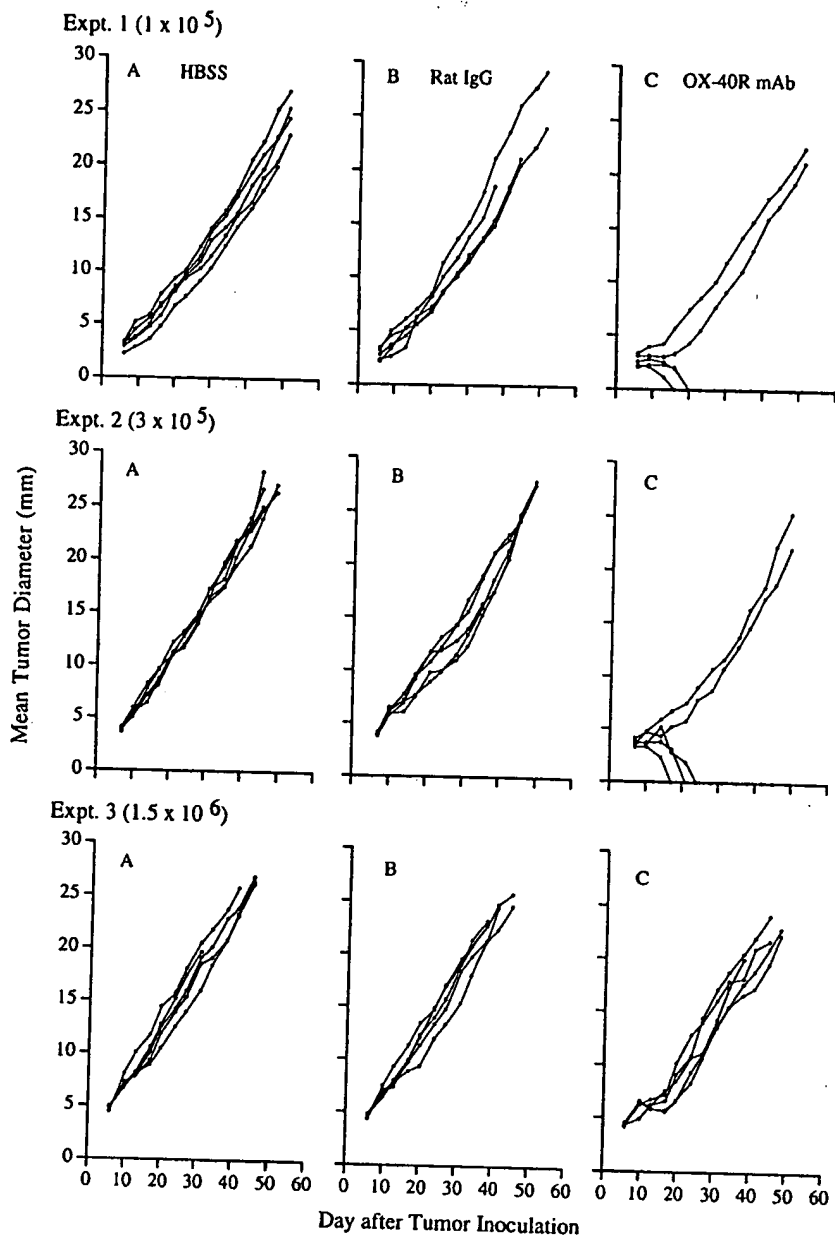 Expt. 1 (1 x 10^5)
A HBSS
B Rat IgG
C OX-40R mAb
30
25
20
15
10
5
0
Expt. 2 (3 x 10^5)
A
B
C
30
25
20
15
10
5
0
Mean Tumor Diameter (mm)
Expt. 3 (1.5 x 10^6)
A
B
C
30
25
20
15
10
5
0
0 10 20 30 40 50 60
0 10 20 30 40 50 60
0 10 20 30 40 50 60
Day after Tumor Inoculation